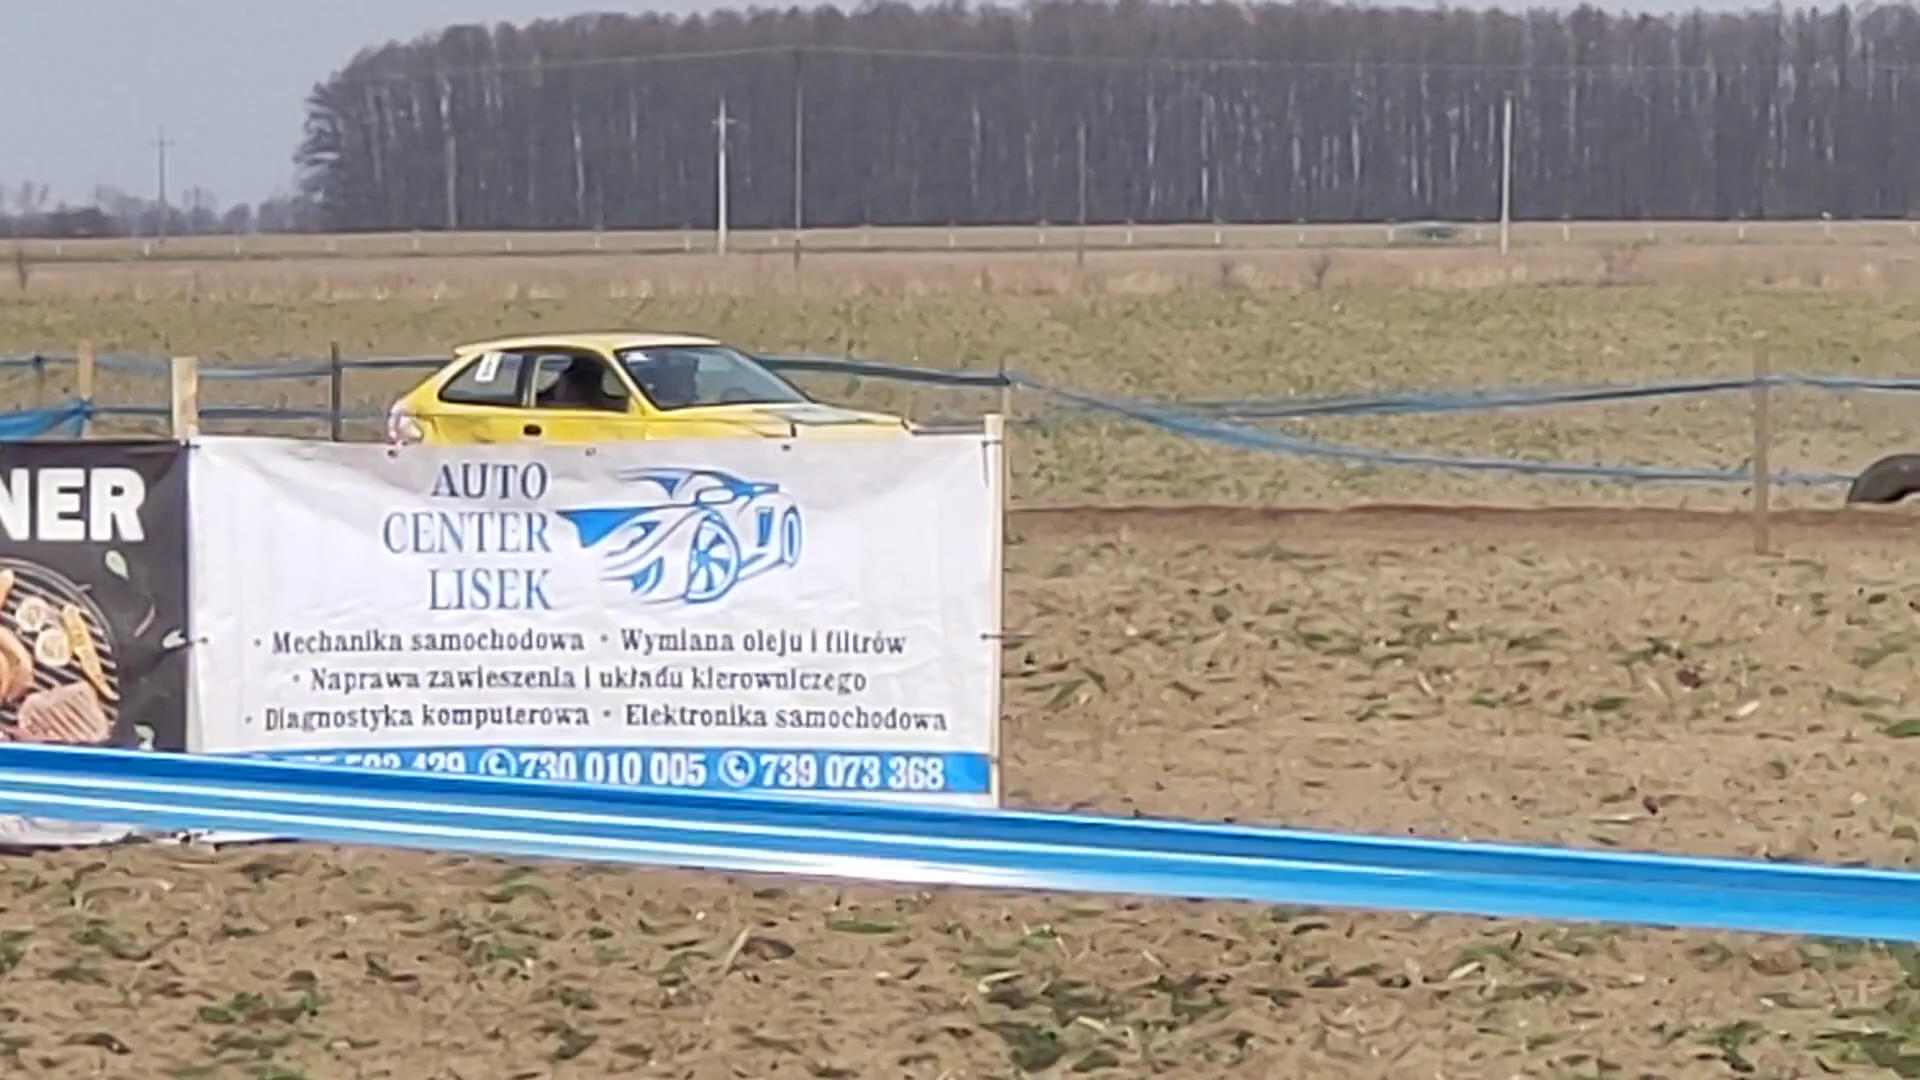 NER
AUTO
CENTER
LISEK
• Mechanika samochodowa • Wymiana oleju i filtrów
• Naprawa zawieszenia i układu kierowniczego
• Diagnostyka komputerowa • Elektronika samochodowa
429 730 010 005 739 073 368